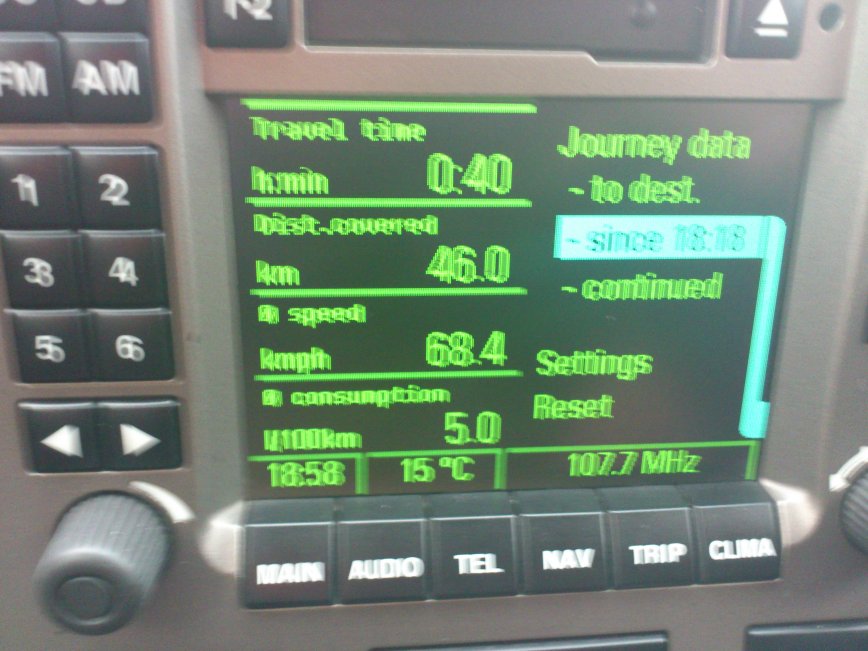 FM AM
1 2
3 4
5 6
Travel time
h:min 0:40
Dist.covered
km 46.0
Ø speed
kmph 68.4
Ø consumption
l/100km 5.0
Journey data
- to dest.
- since 18:18
- continued
Settings
Reset
18:58 15 °C 107.7 MHz
MAIN AUDIO TEL NAV TRIP CLIMA